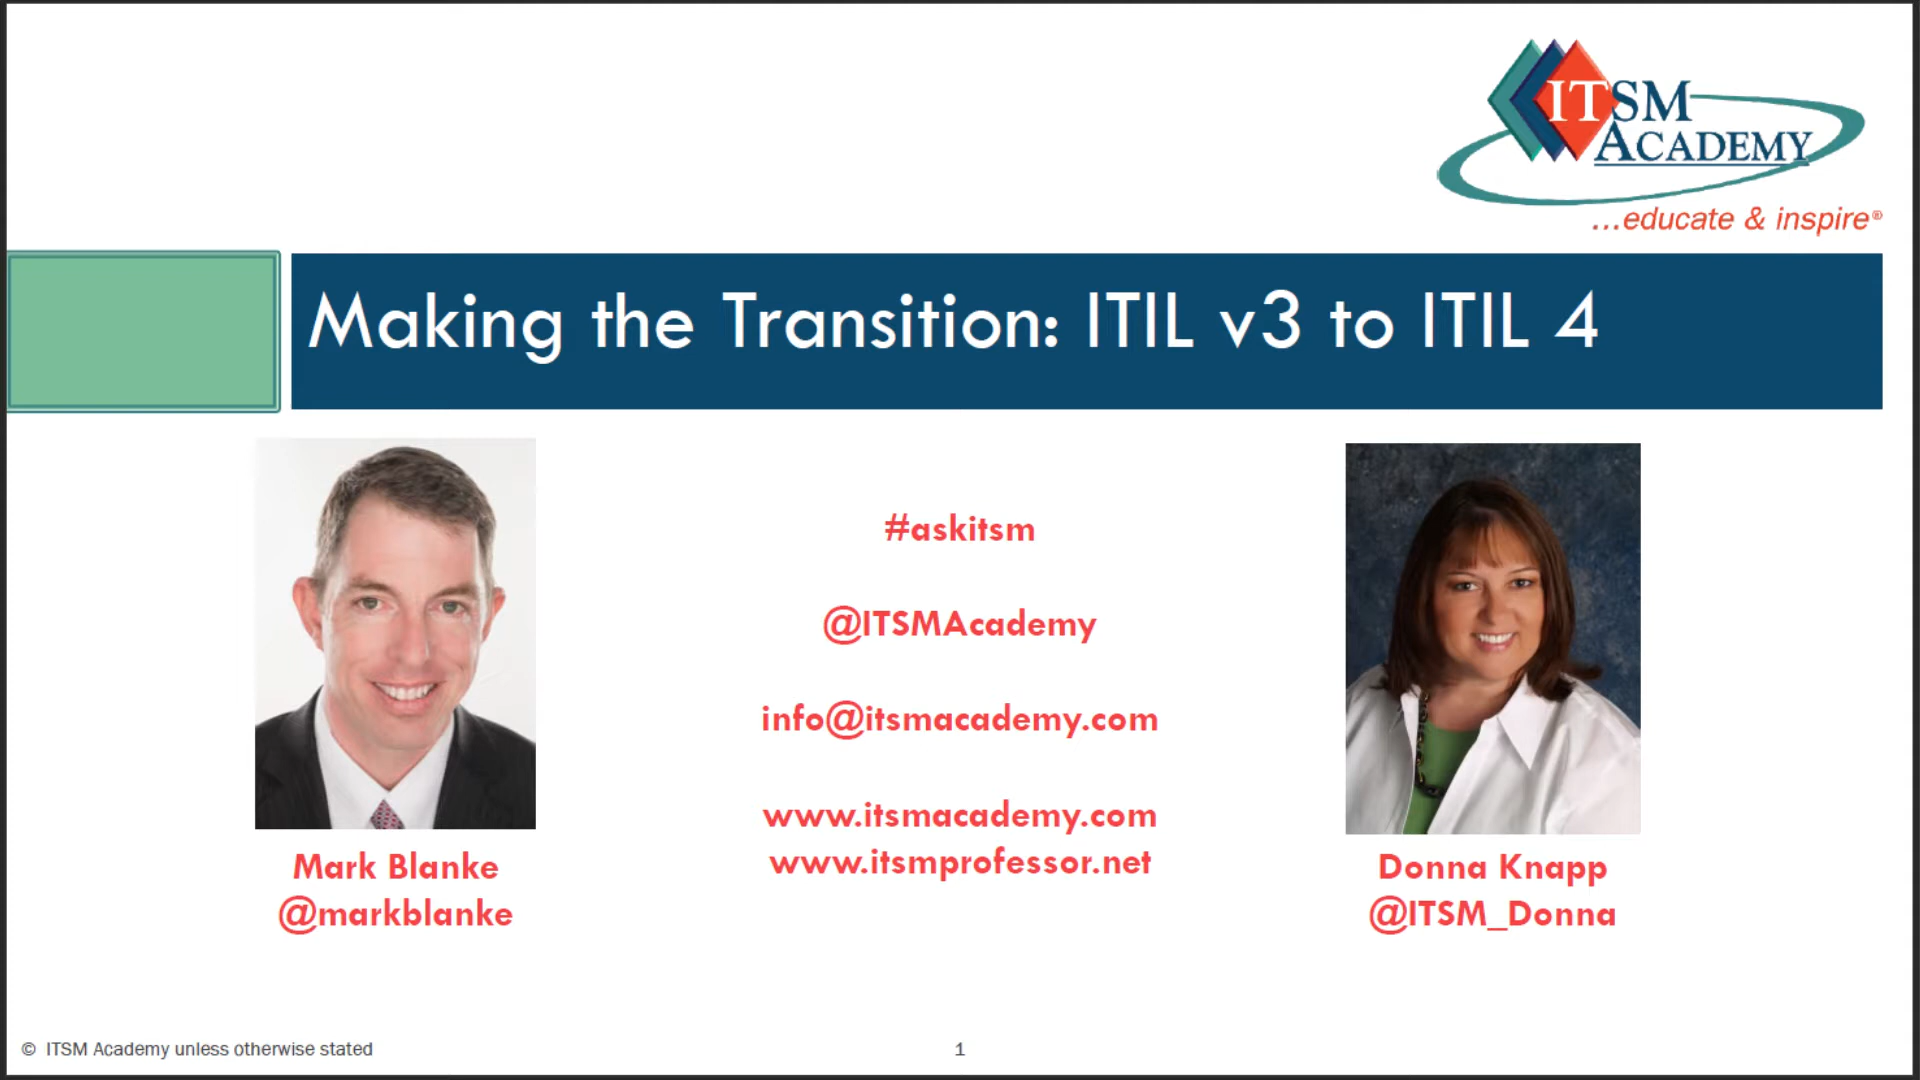 ITSM
ACADEMY
...educate & inspire®
Making the Transition: ITIL v3 to ITIL 4
#askitsm
@ITSMAcademy
info@itsmacademy.com
www.itsmacademy.com
www.itsmprofessor.net
Mark Blanke
@markblanke
Donna Knapp
@ITSM_Donna
© ITSM Academy unless otherwise stated
1